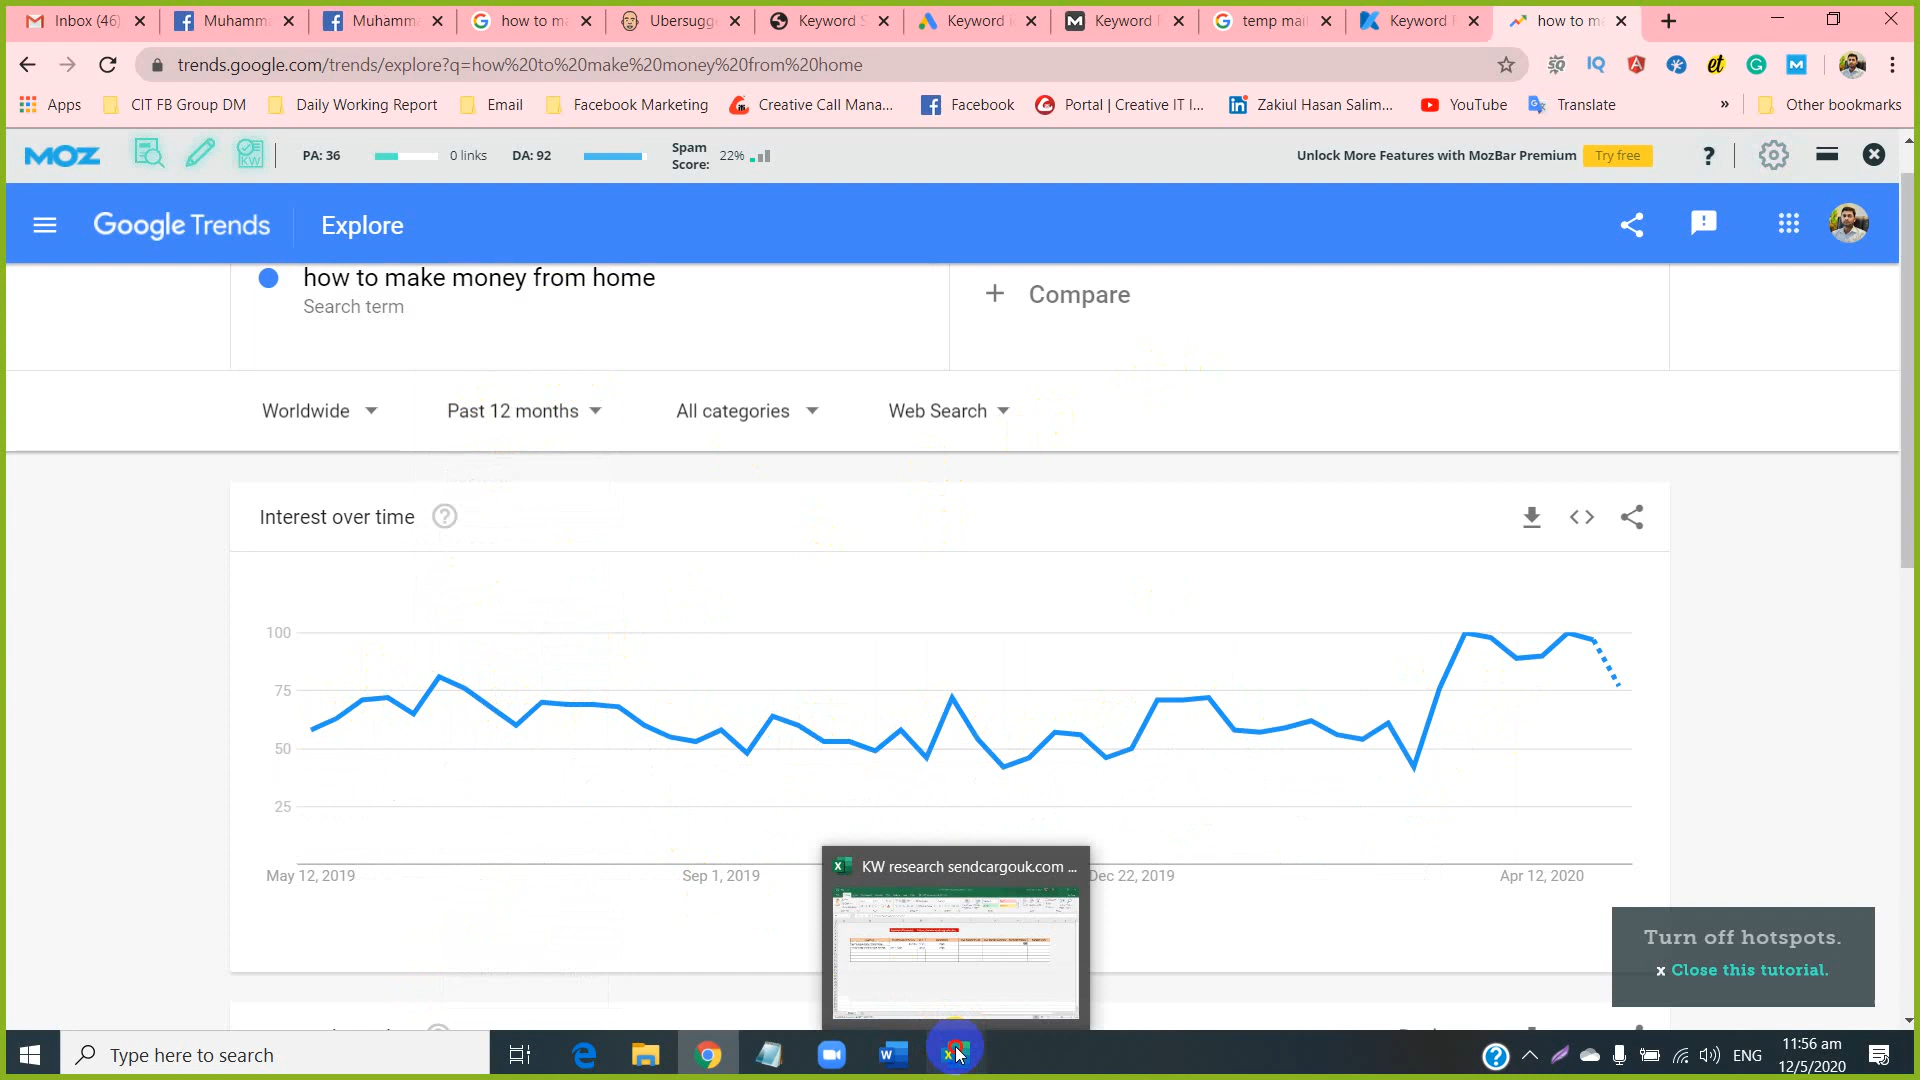 Inbox (46)
Muhamm
Muhamm
how to ma
Ubersugge
Keyword S
Keyword i
Keyword
temp mai
Keyword
how to m
trends.google.com/trends/explore?q=how%20to%20make%20money%20from%20home
Apps
CIT FB Group DM
Daily Working Report
Email
Facebook Marketing
Creative Call Mana...
Facebook
Portal | Creative IT I...
Zakiul Hasan Salim...
YouTube
Translate
»
Other bookmarks
MOZ
PA: 36
0 links
DA: 92
Spam
Score:
22%
Unlock More Features with MozBar Premium
Try free
Google Trends
Explore
how to make money from home
Search term
+ Compare
Worldwide
Past 12 months
All categories
Web Search
Interest over time
100
75
50
25
May 12, 2019
Sep 1, 2019
Dec 22, 2019
Apr 12, 2020
KW research sendcargouk.com ...
Turn off hotspots.
x Close this tutorial.
Type here to search
ENG
11:56 am
12/5/2020